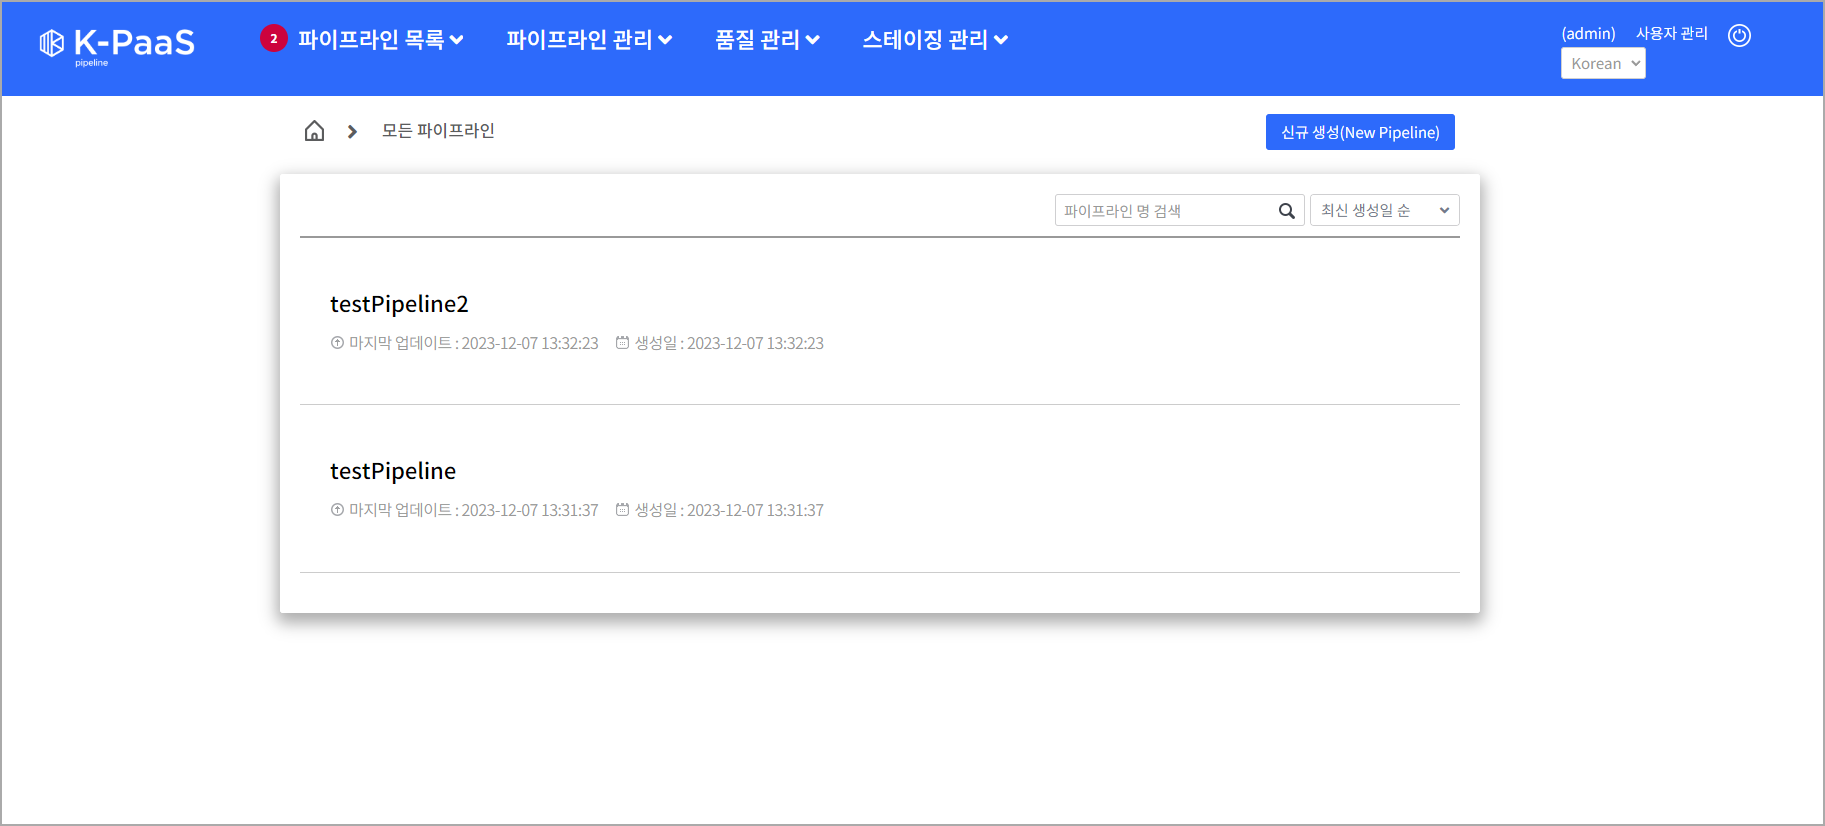 K-PaaS
pipeline
2 파이프라인 목록 파이프라인 관리 품질 관리 스테이징 관리
(admin) 사용자 관리
Korean
모든 파이프라인
신규 생성(New Pipeline)
파이프라인 명 검색 최신 생성일 순
testPipeline2
마지막 업데이트 : 2023-12-07 13:32:23 생성일 : 2023-12-07 13:32:23
testPipeline
마지막 업데이트 : 2023-12-07 13:31:37 생성일 : 2023-12-07 13:31:37